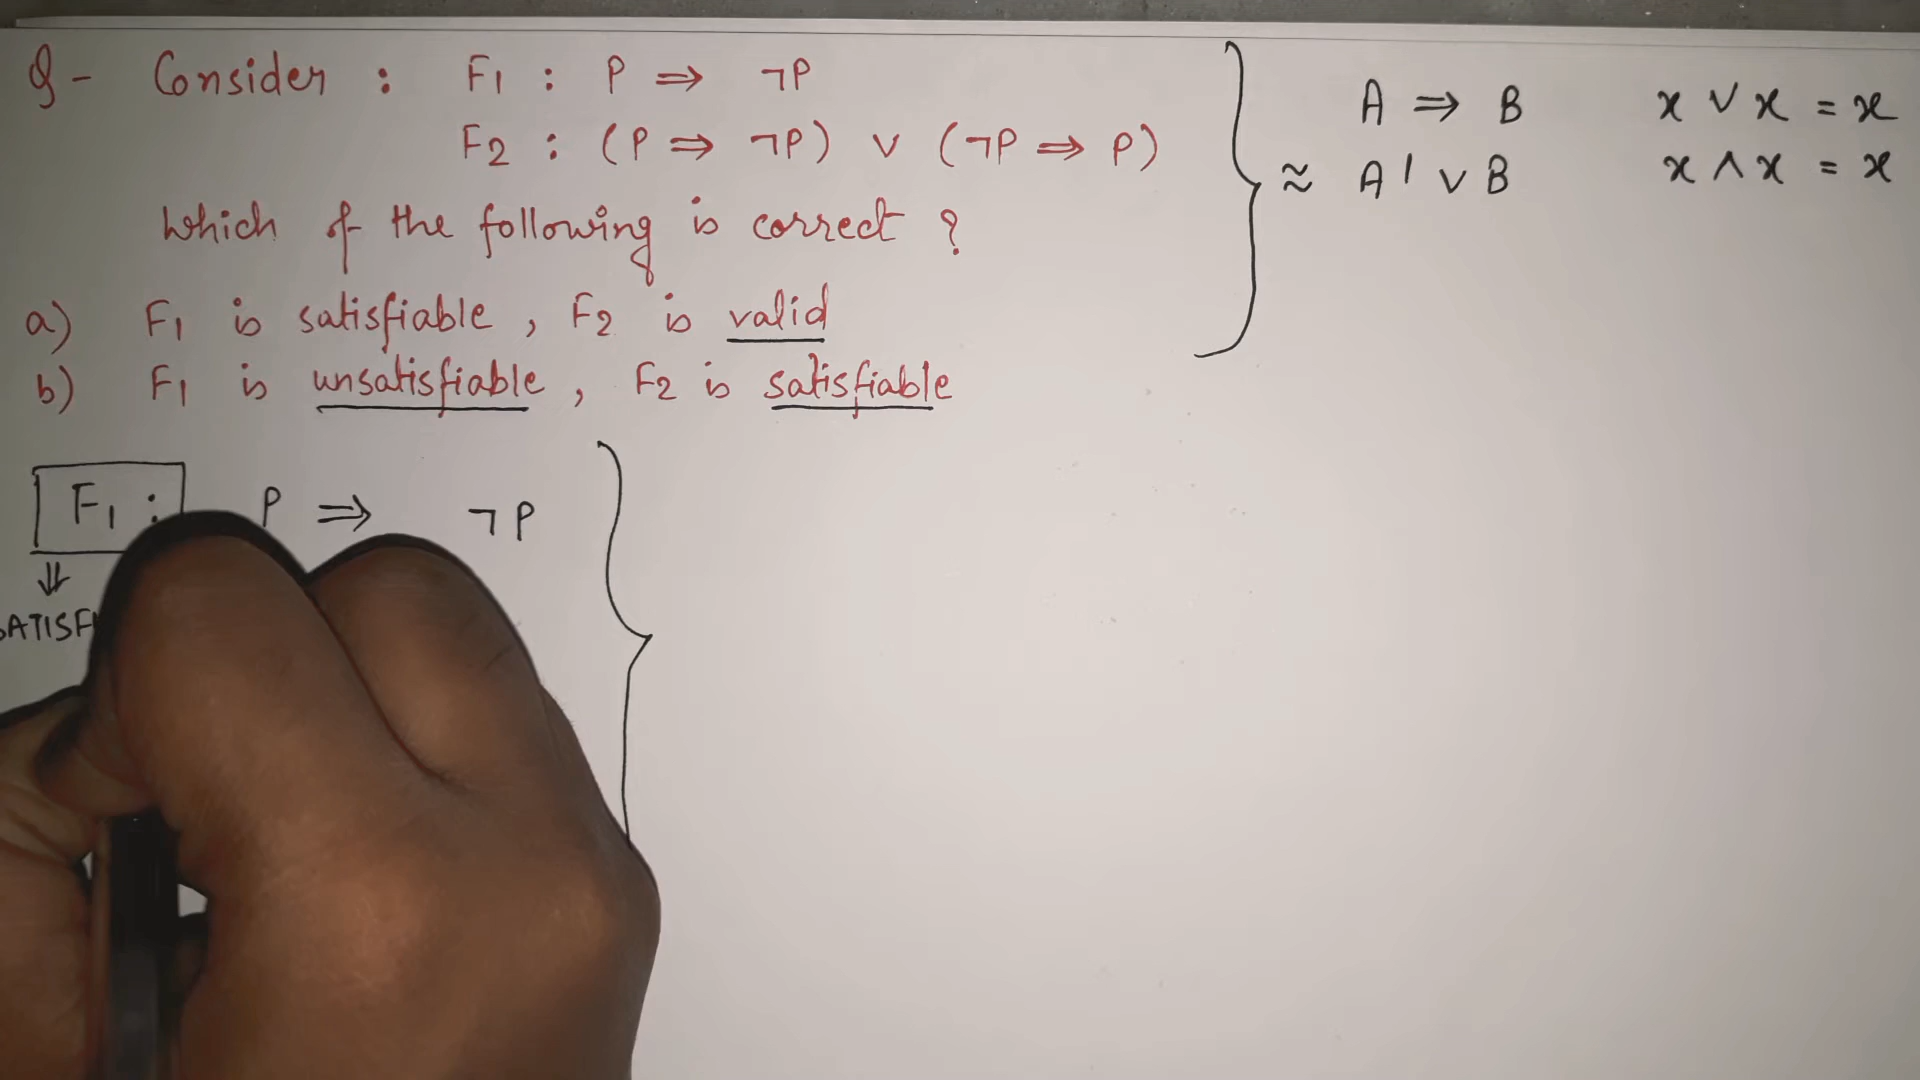 Q- Consider : F1 : P ⇒ ¬P
F2 : (P ⇒ ¬P) ∨ (¬P ⇒ P)
Which of the following is correct ?
a) F1 is satisfiable , F2 is valid
b) F1 is unsatisfiable , F2 is satisfiable
A ⇒ B
≈ A' ∨ B
x ∨ x = x
x ∧ x = x
F1 : P ⇒ ¬P
⇓